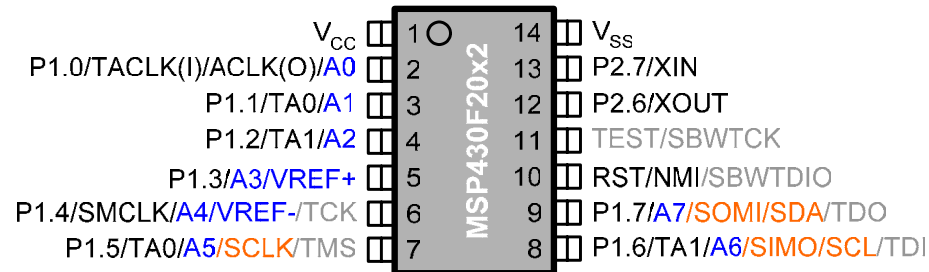 VCC 1 14 VSS
P1.0/TACLK(I)/ACLK(O)/A0 2 13 P2.7/XIN
P1.1/TA0/A1 3 12 P2.6/XOUT
P1.2/TA1/A2 4 11 TEST/SBWTCK
P1.3/A3/VREF+ 5 10 RST/NMI/SBWTDIO
P1.4/SMCLK/A4/VREF-/TCK 6 9 P1.7/A7/SOMI/SDA/TDO
P1.5/TA0/A5/SCLK/TMS 7 8 P1.6/TA1/A6/SIMO/SCL/TDI
MSP430F20x2